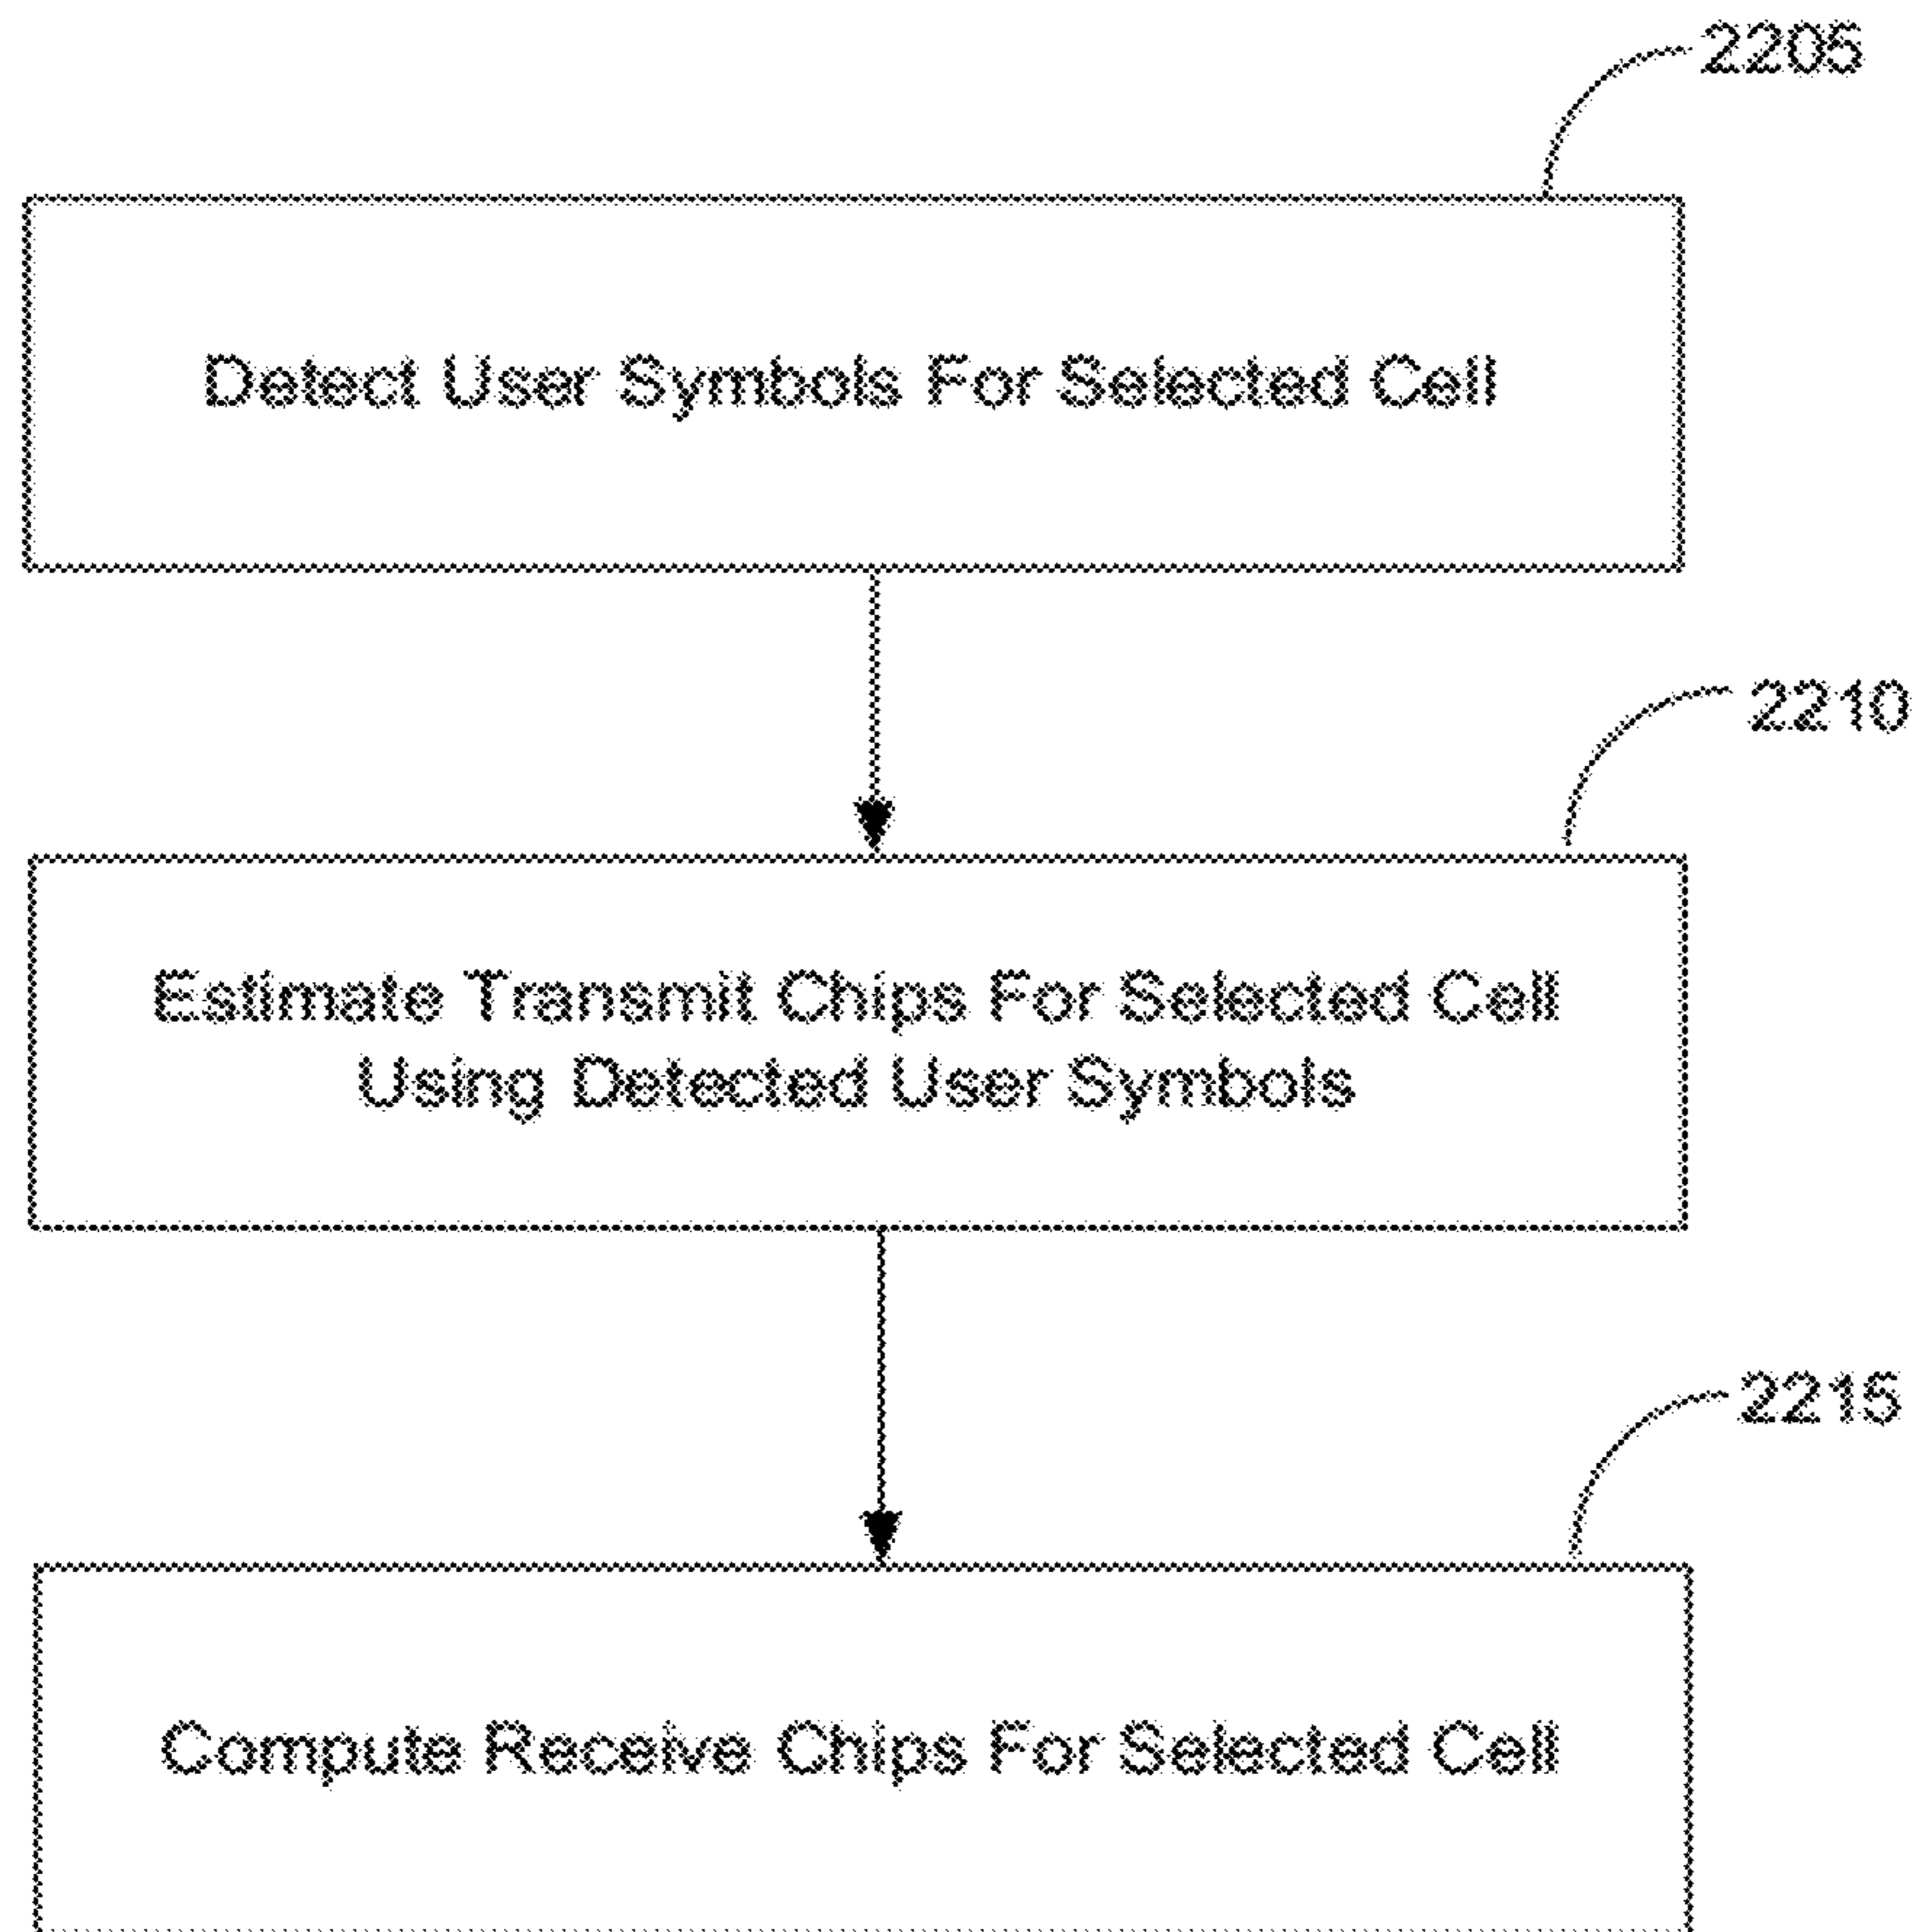 2205
Detect User Symbols For Selected Cell
2210
Estimate Transmit Chips For Selected Cell
Using Detected User Symbols
2215
Compute Receive Chips For Selected Cell